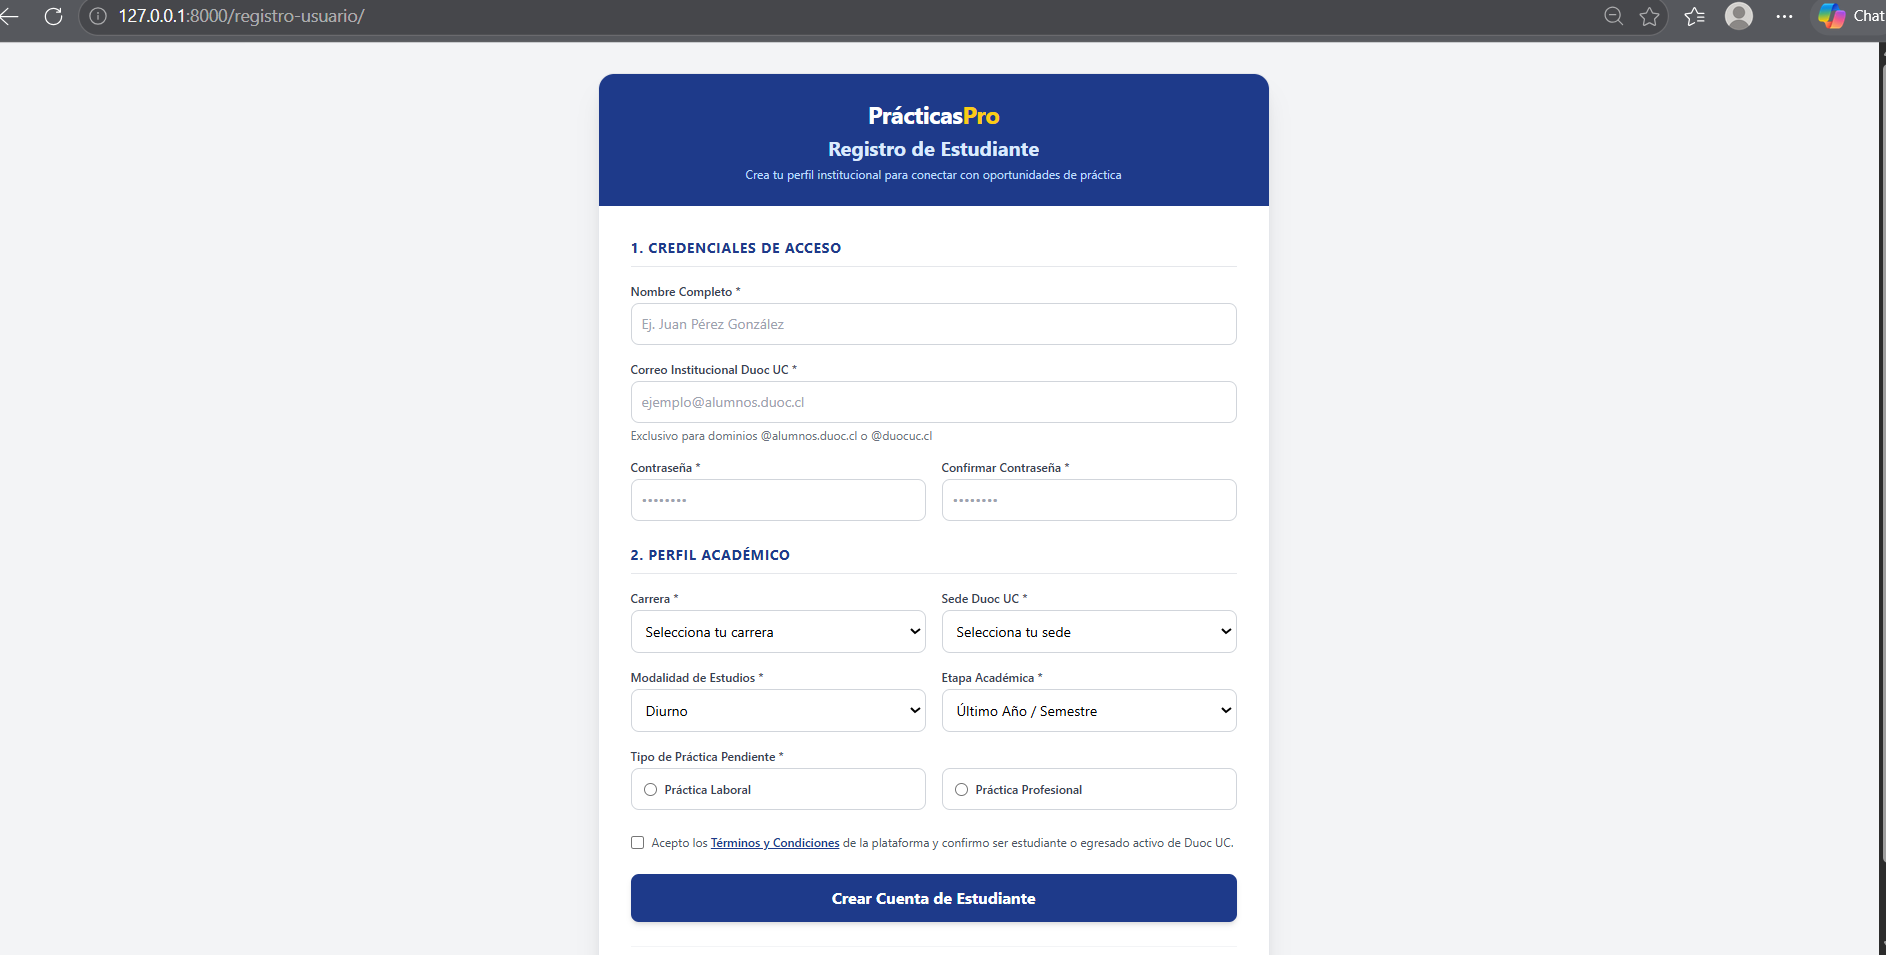 127.0.0.1:8000/registro-usuario/
Chat
PrácticasPro
Registro de Estudiante
Crea tu perfil institucional para conectar con oportunidades de práctica
1. CREDENCIALES DE ACCESO
Nombre Completo *
Ej. Juan Pérez González
Correo Institucional Duoc UC *
ejemplo@alumnos.duoc.cl
Exclusivo para dominios @alumnos.duoc.cl o @duocuc.cl
Contraseña * Confirmar Contraseña *
•••••••• ••••••••
2. PERFIL ACADÉMICO
Carrera * Sede Duoc UC *
Selecciona tu carrera Selecciona tu sede
Modalidad de Estudios * Etapa Académica *
Diurno Último Año / Semestre
Tipo de Práctica Pendiente *
Práctica Laboral Práctica Profesional
Acepto los Términos y Condiciones de la plataforma y confirmo ser estudiante o egresado activo de Duoc UC.
Crear Cuenta de Estudiante